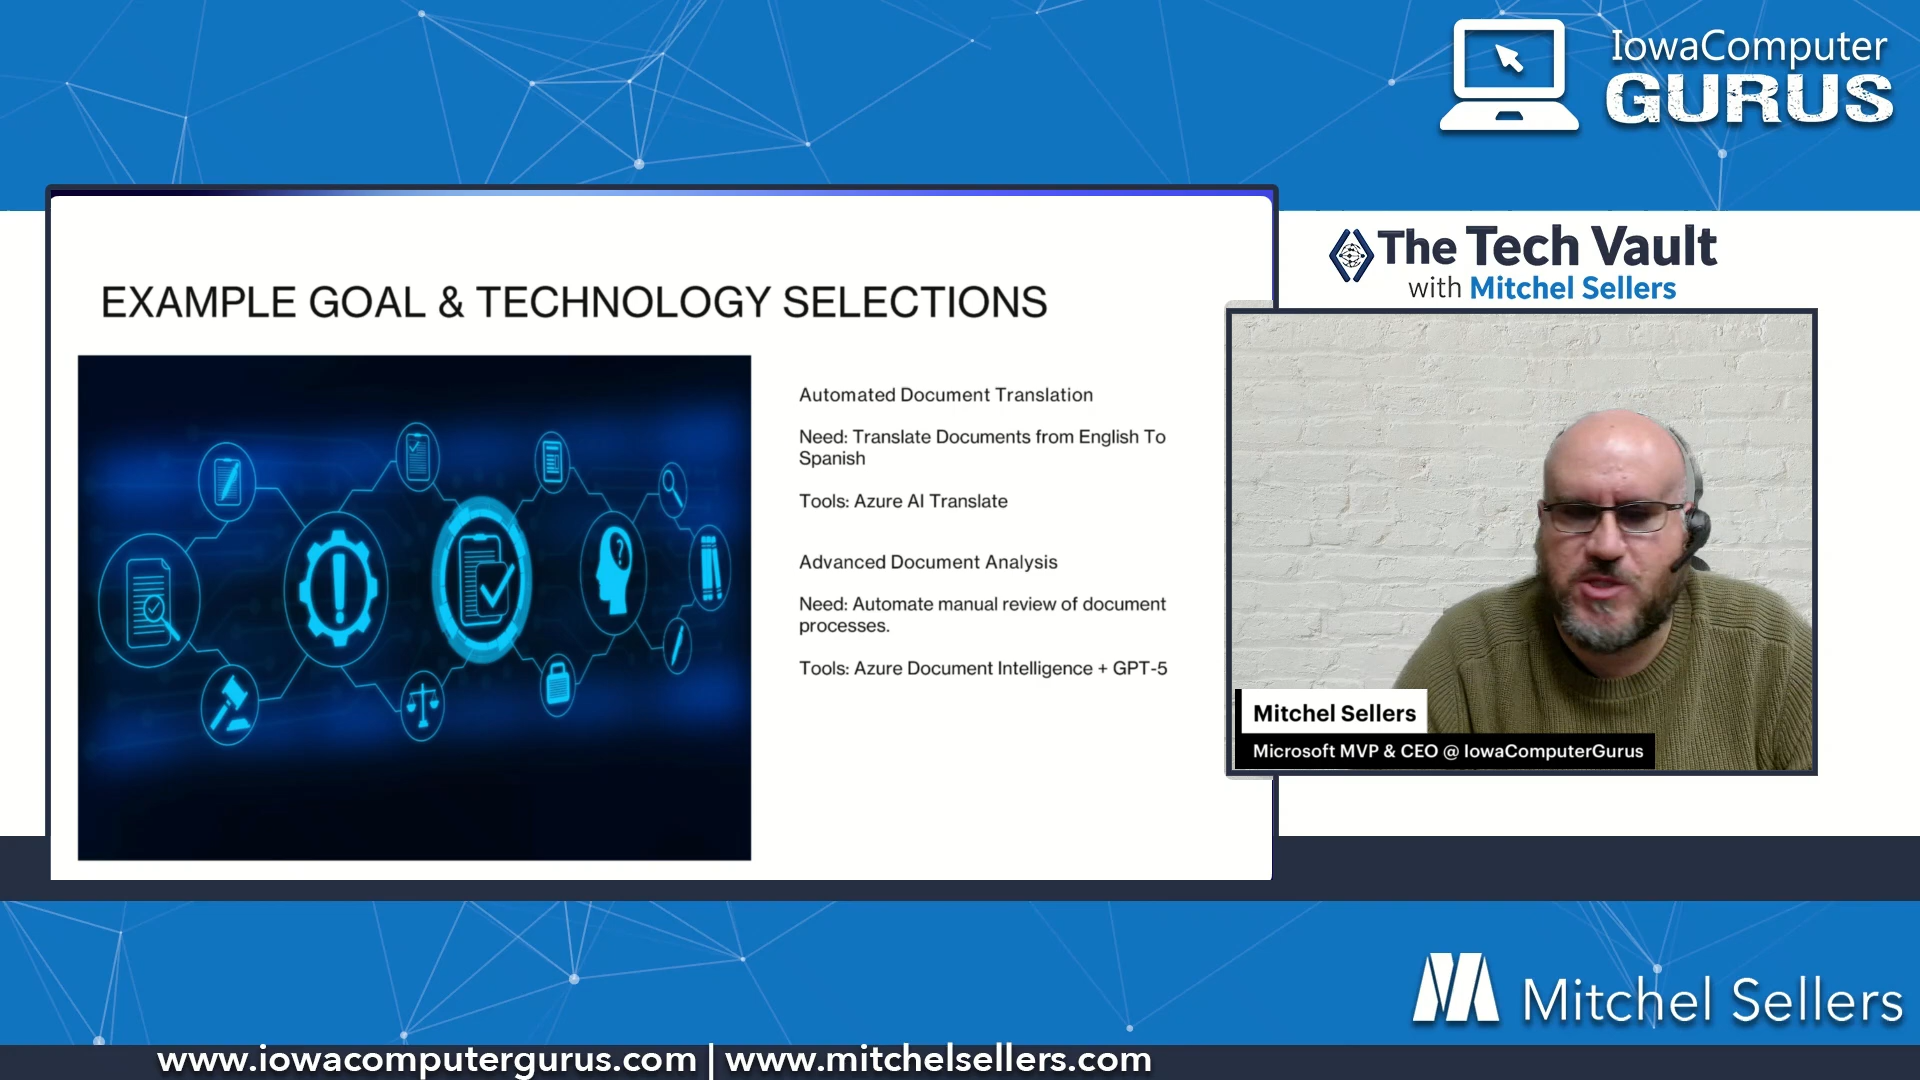 IowaComputer
GURUS
The Tech Vault
with Mitchel Sellers
EXAMPLE GOAL & TECHNOLOGY SELECTIONS
Automated Document Translation
Need: Translate Documents from English To
Spanish
Tools: Azure AI Translate
Advanced Document Analysis
Need: Automate manual review of document
processes.
Tools: Azure Document Intelligence + GPT-5
Mitchel Sellers
Microsoft MVP & CEO @ IowaComputerGurus
Mitchel Sellers
www.iowacomputergurus.com | www.mitchelsellers.com